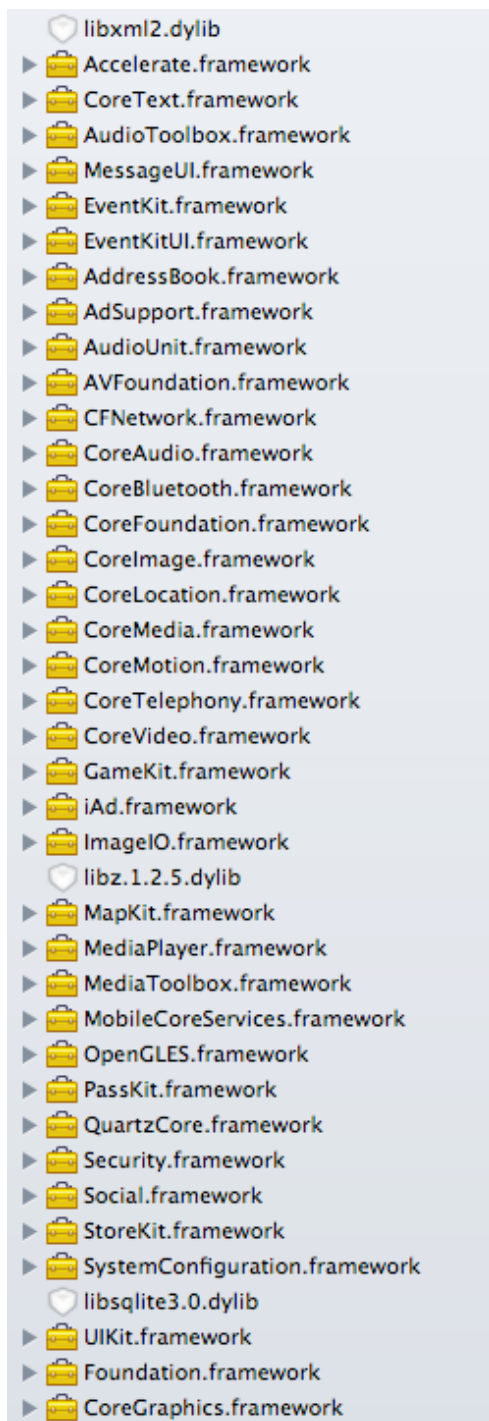 libxml2.dylib
Accelerate.framework
CoreText.framework
AudioToolbox.framework
MessageUI.framework
EventKit.framework
EventKitUI.framework
AddressBook.framework
AdSupport.framework
AudioUnit.framework
AVFoundation.framework
CFNetwork.framework
CoreAudio.framework
CoreBluetooth.framework
CoreFoundation.framework
CoreImage.framework
CoreLocation.framework
CoreMedia.framework
CoreMotion.framework
CoreTelephony.framework
CoreVideo.framework
GameKit.framework
iAd.framework
ImageIO.framework
libz.1.2.5.dylib
MapKit.framework
MediaPlayer.framework
MediaToolbox.framework
MobileCoreServices.framework
OpenGLES.framework
PassKit.framework
QuartzCore.framework
Security.framework
Social.framework
StoreKit.framework
SystemConfiguration.framework
libsqlite3.0.dylib
UIKit.framework
Foundation.framework
CoreGraphics.framework